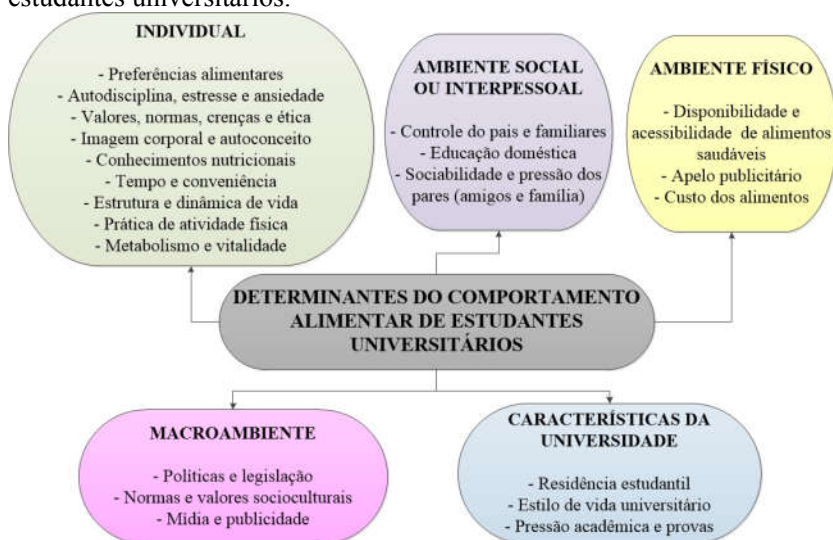 estudantes universitários.
INDIVIDUAL
- Preferências alimentares
- Autodisciplina, estresse e ansiedade
- Valores, normas, crenças e ética
- Imagem corporal e autoconceito
- Conhecimentos nutricionais
- Tempo e conveniência
- Estrutura e dinâmica de vida
- Prática de atividade física
- Metabolismo e vitalidade
AMBIENTE SOCIAL
OU INTERPESSOAL
- Controle do pais e familiares
- Educação doméstica
- Sociabilidade e pressão dos
pares (amigos e família)
AMBIENTE FÍSICO
- Disponibilidade e
acessibilidade de alimentos
saudáveis
- Apelo publicitário
- Custo dos alimentos
DETERMINANTES DO COMPORTAMENTO
ALIMENTAR DE ESTUDANTES
UNIVERSITÁRIOS
MACROAMBIENTE
- Políticas e legislação
- Normas e valores socioculturais
- Mídia e publicidade
CARACTERÍSTICAS DA
UNIVERSIDADE
- Residência estudantil
- Estilo de vida universitário
- Pressão acadêmica e provas